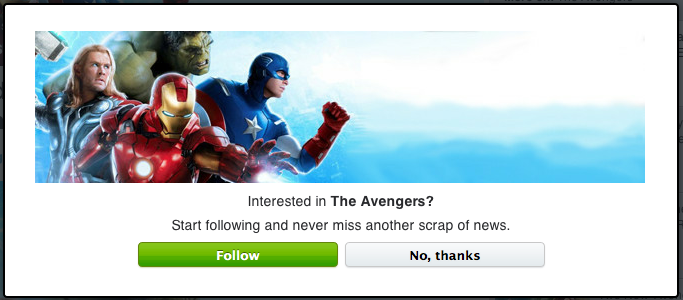 Interested in The Avengers?
Start following and never miss another scrap of news.
Follow
No, thanks